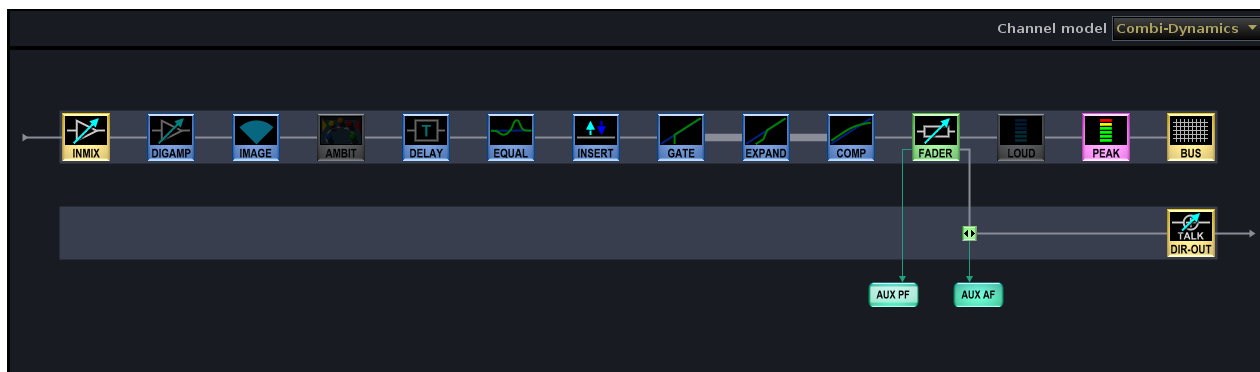 Channel model Combi-Dynamics
INMIX DIGAMP IMAGE AMBIT DELAY EQUAL INSERT GATE EXPAND COMP FADER LOUD PEAK BUS
T
TALK
DIR-OUT
AUX PF AUX AF